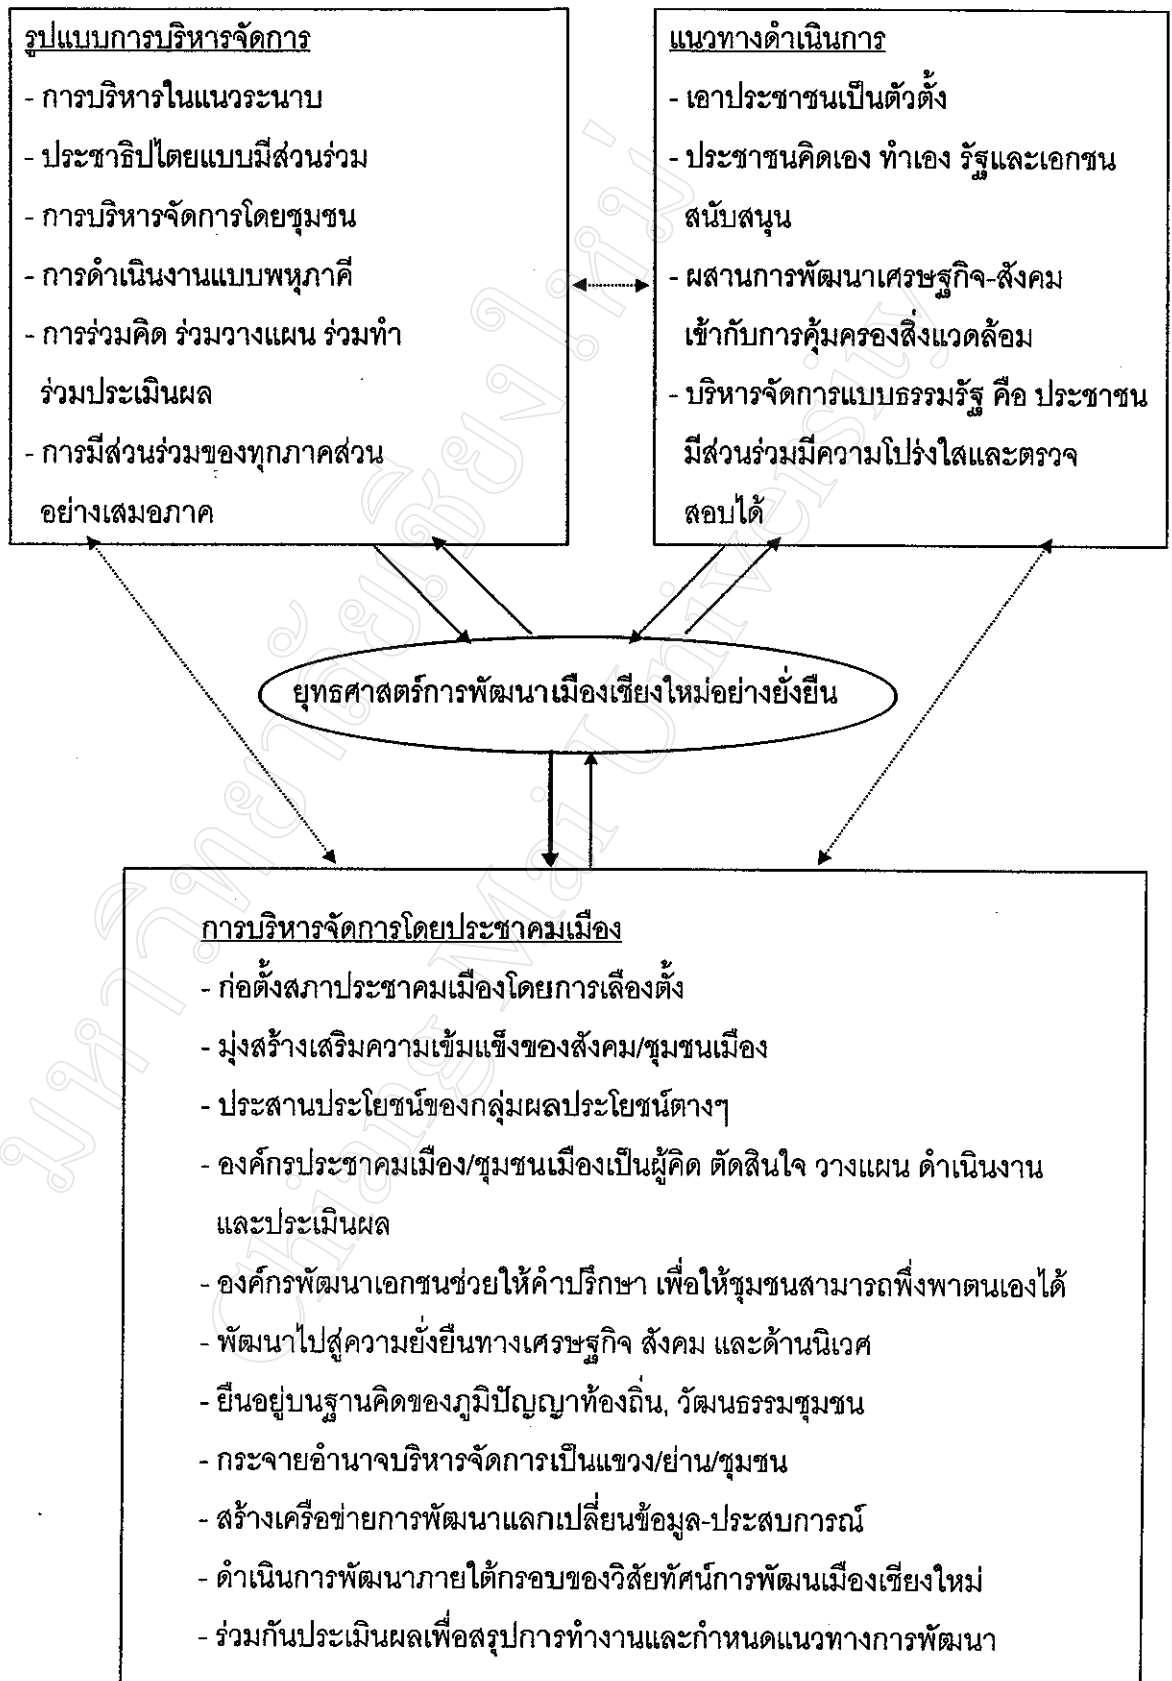 รูปแบบการบริหารจัดการ
- การบริหารในแนวระนาบ
- ประชาธิปไตยแบบมีส่วนร่วม
- การบริหารจัดการโดยชุมชน
- การดำเนินงานแบบพหุภาคี
- การร่วมคิด ร่วมวางแผน ร่วมทำ
ร่วมประเมินผล
- การมีส่วนร่วมของทุกภาคส่วน
อย่างเสมอภาค
แนวทางดำเนินการ
- เอาประชาชนเป็นตัวตั้ง
- ประชาชนคิดเอง ทำเอง รัฐและเอกชน
สนับสนุน
- ผสานการพัฒนาเศรษฐกิจ-สังคม
เข้ากับการคุ้มครองสิ่งแวดล้อม
- บริหารจัดการแบบธรรมรัฐ คือ ประชาชน
มีส่วนร่วมมีความโปร่งใสและตรวจ
สอบได้
ยุทธศาสตร์การพัฒนาเมืองเชียงใหม่อย่างยั่งยืน
การบริหารจัดการโดยประชาคมเมือง
- ก่อตั้งสภาประชาคมเมืองโดยการเลืองตั้ง
- มุ่งสร้างเสริมความเข้มแข็งของสังคม/ชุมชนเมือง
- ประสานประโยชน์ของกลุ่มผลประโยชน์ต่างๆ
- องค์กรประชาคมเมือง/ชุมชนเมืองเป็นผู้คิด ตัดสินใจ วางแผน ดำเนินงาน
และประเมินผล
- องค์กรพัฒนาเอกชนช่วยให้คำปรึกษา เพื่อให้ชุมชนสามารถพึ่งพาตนเองได้
- พัฒนาไปสู่ความยั่งยืนทางเศรษฐกิจ สังคม และด้านนิเวศ
- ยืนอยู่บนฐานคิดของภูมิปัญญาท้องถิ่น, วัฒนธรรมชุมชน
- กระจายอำนาจบริหารจัดการเป็นแขวง/ย่าน/ชุมชน
- สร้างเครือข่ายการพัฒนาแลกเปลี่ยนข้อมูล-ประสบการณ์
- ดำเนินการพัฒนาภายใต้กรอบของวิสัยทัศน์การพัฒนเมืองเชียงใหม่
- ร่วมกันประเมินผลเพื่อสรุปการทำงานและกำหนดแนวทางการพัฒนา
มหาวิทยาลัยเชียงใหม่
Chiang Mai University